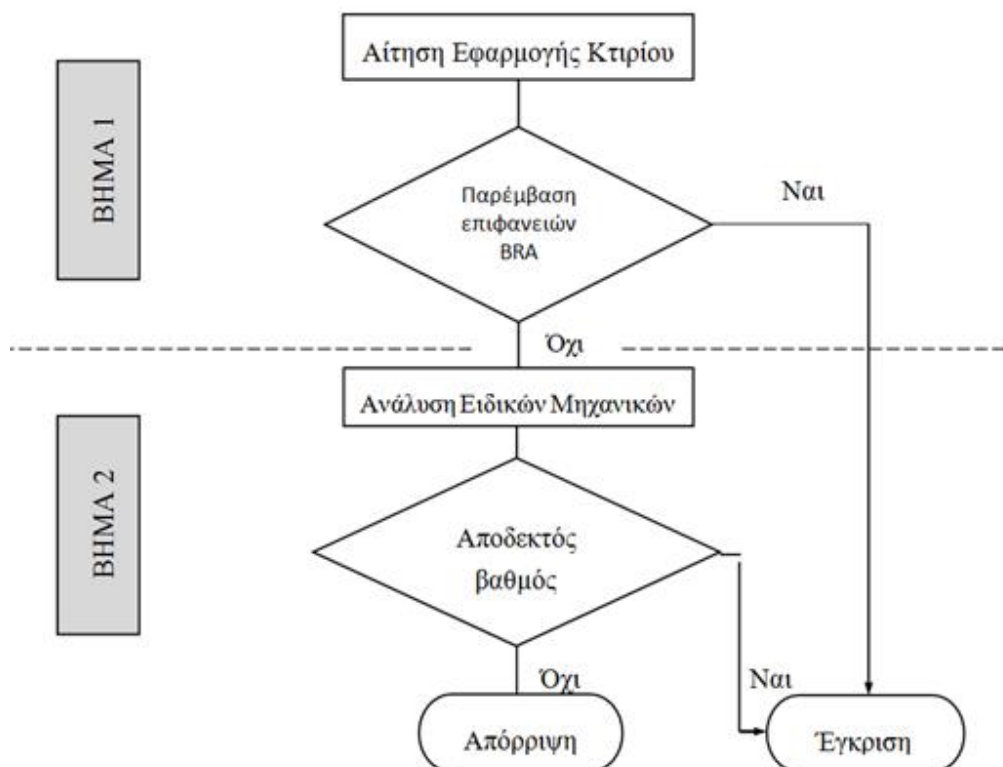 Αίτηση Εφαρμογής Κτιρίου
ΒΗΜΑ 1
Παρέμβαση
επιφανειών
BRA
Ναι
Όχι
Ανάλυση Ειδικών Μηχανικών
ΒΗΜΑ 2
Αποδεκτός
βαθμός
Όχι
Ναι
Απόρριψη
Έγκριση